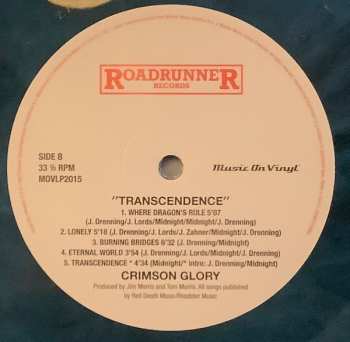 ROADRUNNER
RECORDS
SIDE B
33 ⅓ RPM
MOVLP2015
Music On Vinyl
"TRANSCENDENCE"
1. WHERE DRAGON'S RULE 5'07
(J. Drenning/J. Lords/Midnight/Midnight/J. Drenning)
2. LONELY 5'18 (J. Drenning/J. Lords/J. Zahner/Midnight/J. Drenning)
3. BURNING BRIDGES 6'32 (J. Drenning/Midnight)
4. ETERNAL WORLD 3'54 (J. Drenning/J. Lords/Midnight/J. Drenning)
5. TRANSCENDENCE * 4'34 (Midnight/* intro: J. Drenning/Midnight)
CRIMSON GLORY
Produced by Jim Morris and Tom Morris. All songs published
by Red Death Music/Roadster Music